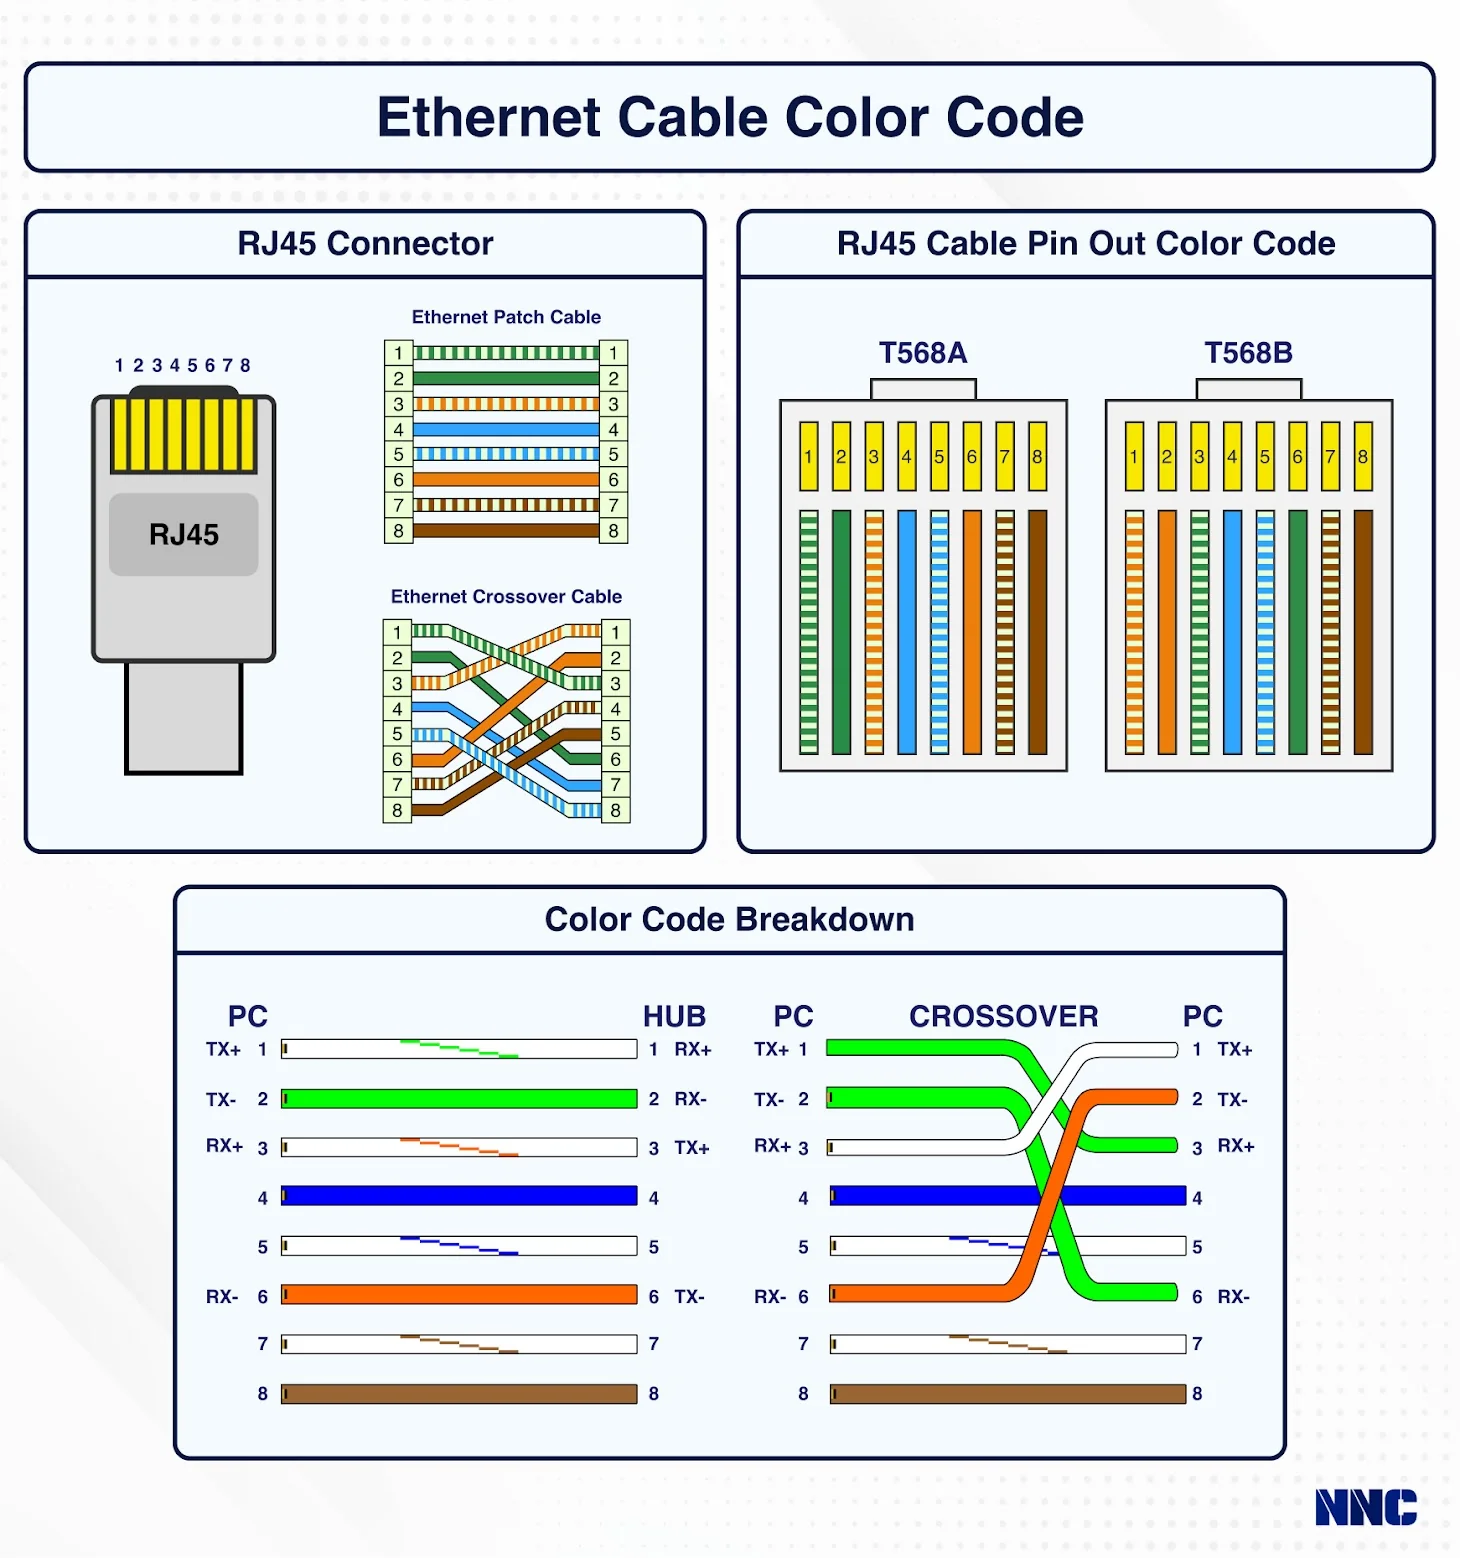 Ethernet Cable Color Code
RJ45 Connector
1 2 3 4 5 6 7 8
RJ45
Ethernet Patch Cable
1 1
2 2
3 3
4 4
5 5
6 6
7 7
8 8
Ethernet Crossover Cable
1 1
2 2
3 3
4 4
5 5
6 6
7 7
8 8
RJ45 Cable Pin Out Color Code
T568A
1 2 3 4 5 6 7 8
T568B
1 2 3 4 5 6 7 8
Color Code Breakdown
PC HUB
TX+ 1 1 RX+
TX- 2 2 RX-
RX+ 3 3 TX+
4 4
5 5
RX- 6 6 TX-
7 7
8 8
PC CROSSOVER PC
TX+ 1 1 TX+
TX- 2 2 TX-
RX+ 3 3 RX+
4 4
5 5
RX- 6 6 RX-
7 7
8 8
NNC